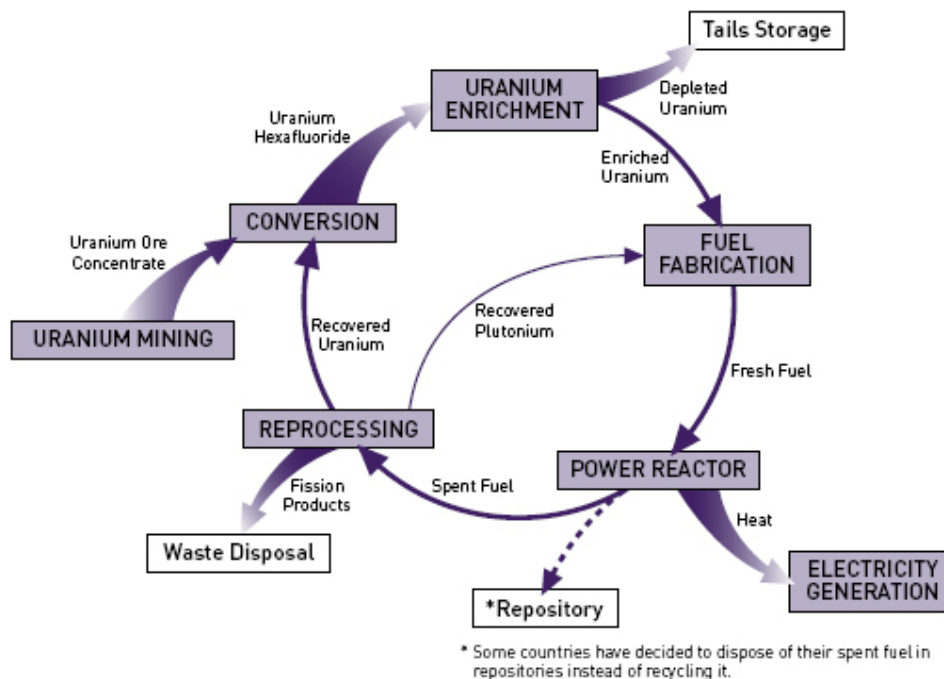 Tails Storage
URANIUM
ENRICHMENT
Depleted
Uranium
Uranium
Hexafluoride
Enriched
Uranium
CONVERSION
Uranium Ore
Concentrate
FUEL
FABRICATION
URANIUM MINING
Recovered
Uranium
Recovered
Plutonium
Fresh Fuel
REPROCESSING
POWER REACTOR
Fission
Products
Spent Fuel
Heat
Waste Disposal
ELECTRICITY
GENERATION
*Repository
* Some countries have decided to dispose of their spent fuel in
repositories instead of recycling it.